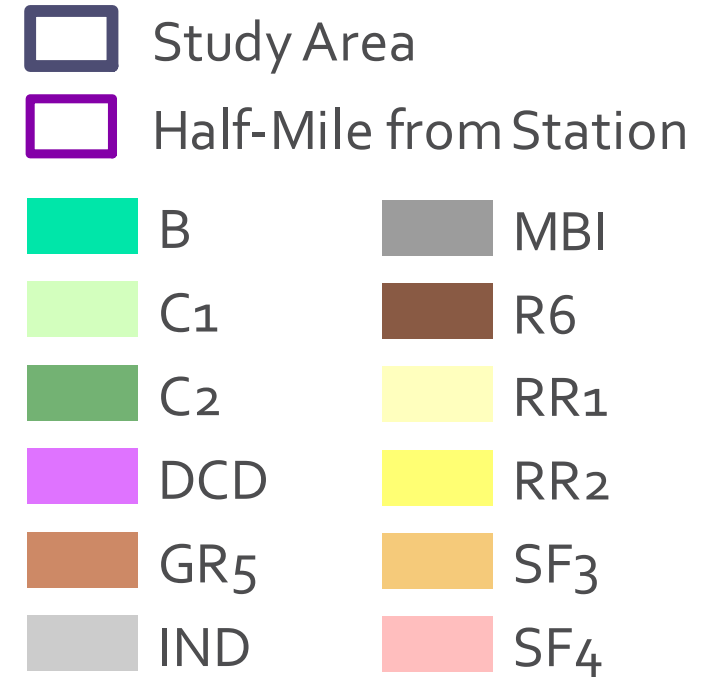 Study Area
Half-Mile from Station
B
C1
C2
DCD
GR5
IND
MBI
R6
RR1
RR2
SF3
SF4